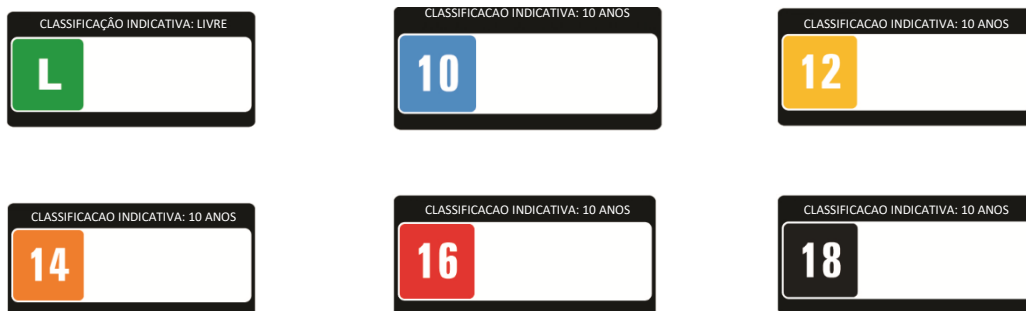 CLASSIFICAÇÂO INDICATIVA: LIVRE
L
CLASSIFICACAO INDICATIVA: 10 ANOS
10
CLASSIFICACAO INDICATIVA: 10 ANOS
12
CLASSIFICACAO INDICATIVA: 10 ANOS
14
CLASSIFICACAO INDICATIVA: 10 ANOS
16
CLASSIFICACAO INDICATIVA: 10 ANOS
18